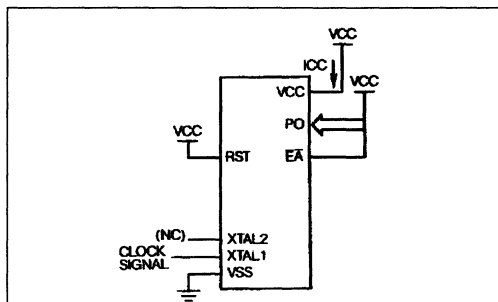 VCC
ICC
VCC
VCC
PO
VCC
RST
EA
(NC)
XTAL2
CLOCK
SIGNAL
XTAL1
VSS